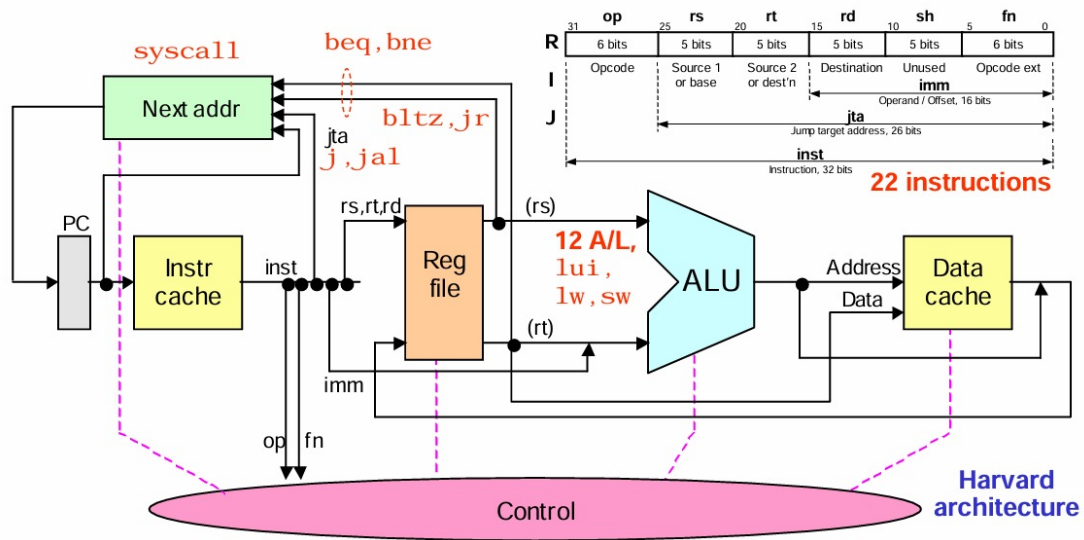 op rs rt rd sh fn
31 25 20 15 10 5 0
R 6 bits 5 bits 5 bits 5 bits 5 bits 6 bits
Opcode Source 1 or base Source 2 or dest'n Destination Unused Opcode ext
I
imm
Operand / Offset, 16 bits
J
jta
Jump target address, 26 bits
inst
Instruction, 32 bits
22 instructions
syscall
beq,bne
Next addr
bltz,jr
jta
j,jal
PC
rs,rt,rd
(rs)
12 A/L,
lui,
lw,sw
Instr
cache
inst
Reg
file
ALU
Address
Data
Data
cache
(rt)
imm
op
fn
Control
Harvard
architecture